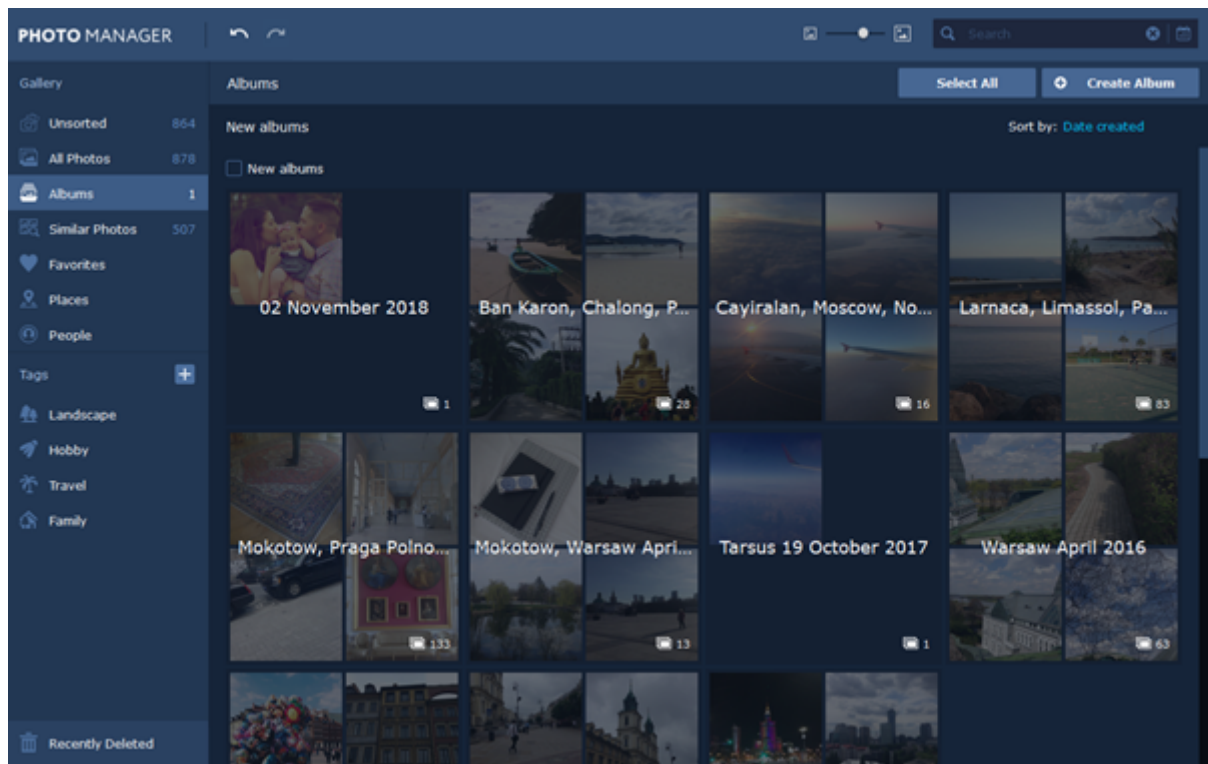 PHOTO MANAGER
Search
Gallery
Albums
Select All
Create Album
Unsorted 864
All Photos 878
Albums 1
Similar Photos 507
Favorites
Places
People
Tags
Landscape
Hobby
Travel
Family
Recently Deleted
New albums
Sort by: Date created
New albums
02 November 2018
1
Ban Karon, Chalong, P...
28
Cayiralan, Moscow, No...
16
Larnaca, Limassol, Pa...
83
Mokotow, Praga Polno...
133
Mokotow, Warsaw Apri...
13
Tarsus 19 October 2017
1
Warsaw April 2016
63